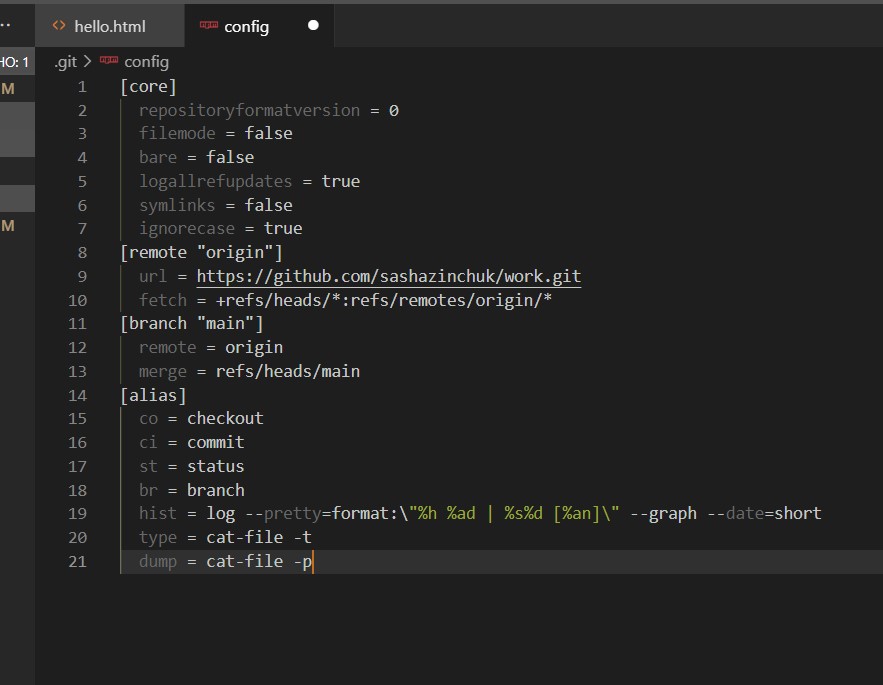 hello.html
config
HO: 1
.git > config
M
M
1 [core]
2 repositoryformatversion = 0
3 filemode = false
4 bare = false
5 logallrefupdates = true
6 symlinks = false
7 ignorecase = true
8 [remote "origin"]
9 url = https://github.com/sashazinchuk/work.git
10 fetch = +refs/heads/*:refs/remotes/origin/*
11 [branch "main"]
12 remote = origin
13 merge = refs/heads/main
14 [alias]
15 co = checkout
16 ci = commit
17 st = status
18 br = branch
19 hist = log --pretty=format:\"%h %ad | %s%d [%an]\" --graph --date=short
20 type = cat-file -t
21 dump = cat-file -p